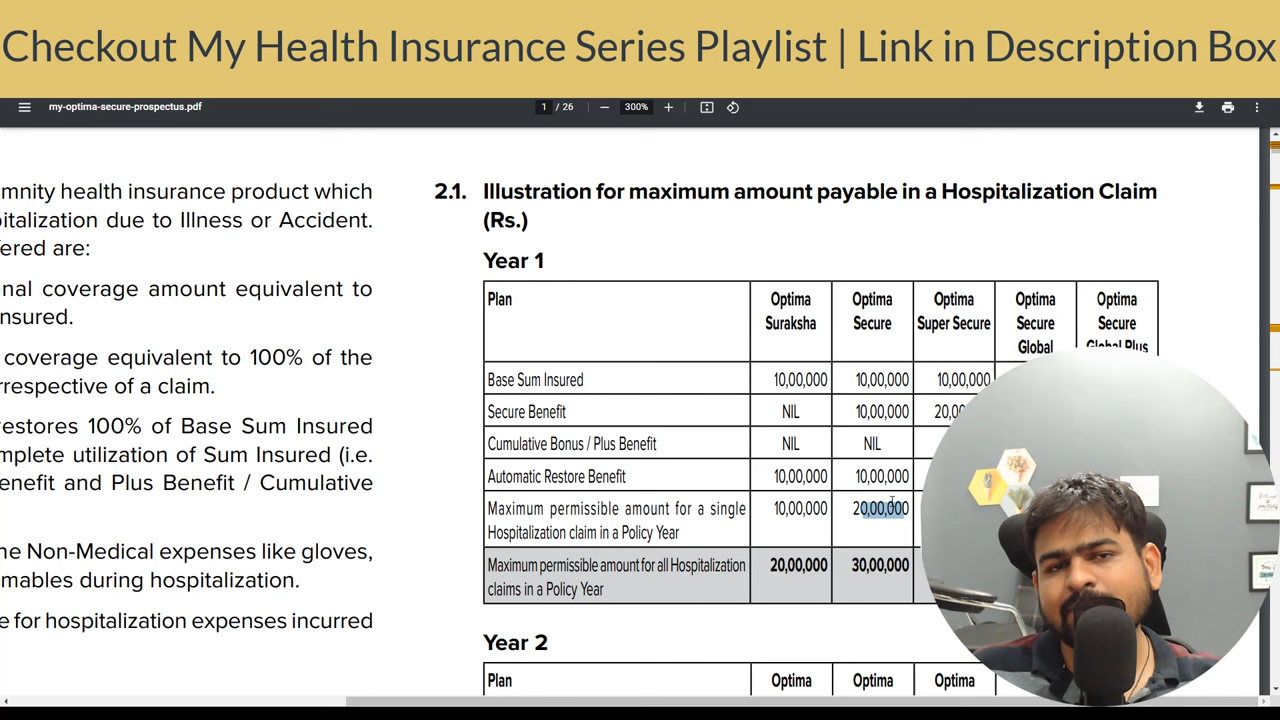 Checkout My Health Insurance Series Playlist | Link in Description Box
my-optima-secure-prospectus.pdf
1 / 26
300%
mnity health insurance product which
pitalization due to Illness or Accident.
fered are:
nal coverage amount equivalent to
nsured.
coverage equivalent to 100% of the
rrespective of a claim.
restores 100% of Base Sum Insured
mplete utilization of Sum Insured (i.e.
enefit and Plus Benefit / Cumulative
he Non-Medical expenses like gloves,
mables during hospitalization.
e for hospitalization expenses incurred
2.1. Illustration for maximum amount payable in a Hospitalization Claim
(Rs.)
Year 1
Plan Optima Optima Optima Optima Optima
Suraksha Secure Super Secure Secure Secure
Global Global Plus
Base Sum Insured 10,00,000 10,00,000 10,00,000
Secure Benefit NIL 10,00,000 20,00
Cumulative Bonus / Plus Benefit NIL NIL
Automatic Restore Benefit 10,00,000 10,00,000
Maximum permissible amount for a single 10,00,000 20,00,000
Hospitalization claim in a Policy Year
Maximum permissible amount for all Hospitalization 20,00,000 30,00,000
claims in a Policy Year
Year 2
Plan Optima Optima Optima